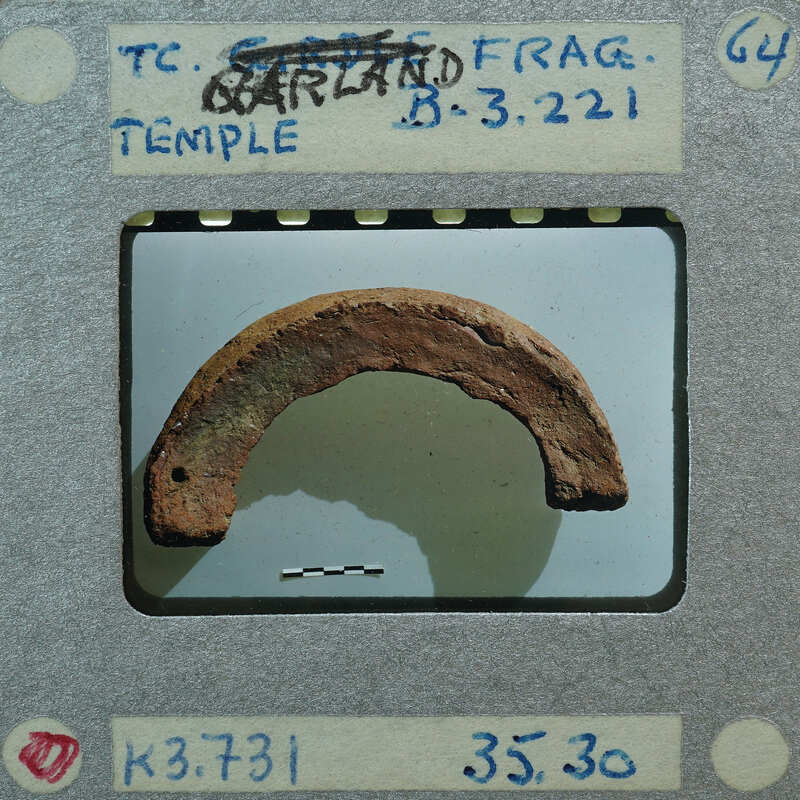 TC. GARLAND FRAG.
B-3.221
TEMPLE
64
K3.731
35.30